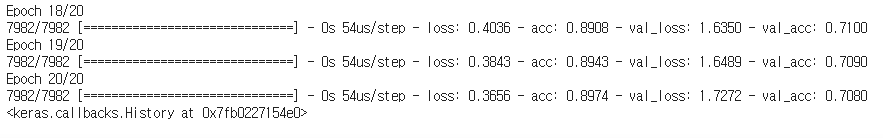 Epoch 18/20
7982/7982 [==============================] - 0s 54us/step - loss: 0.4036 - acc: 0.8908 - val_loss: 1.6350 - val_acc: 0.7100
Epoch 19/20
7982/7982 [==============================] - 0s 54us/step - loss: 0.3843 - acc: 0.8943 - val_loss: 1.6489 - val_acc: 0.7090
Epoch 20/20
7982/7982 [==============================] - 0s 54us/step - loss: 0.3656 - acc: 0.8974 - val_loss: 1.7272 - val_acc: 0.7080
<keras.callbacks.History at 0x7fb0227154e0>